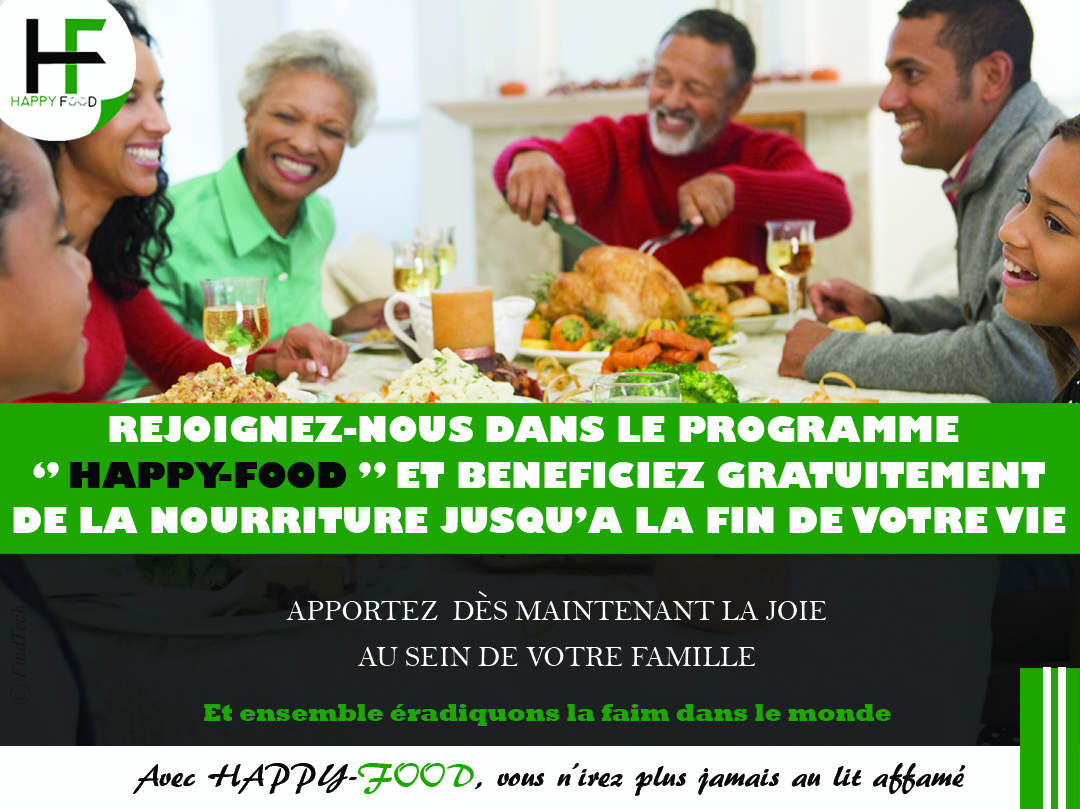 HF
HAPPY FOOD
REJOIGNEZ-NOUS DANS LE PROGRAMME
‘’ HAPPY-FOOD ’’ ET BENEFICIEZ GRATUITEMENT
DE LA NOURRITURE JUSQU’A LA FIN DE VOTRE VIE
APPORTEZ DÈS MAINTENANT LA JOIE
AU SEIN DE VOTRE FAMILLE
Et ensemble éradiquons la faim dans le monde
© FindTech
Avec HAPPY-FOOD, vous n’irez plus jamais au lit affamé